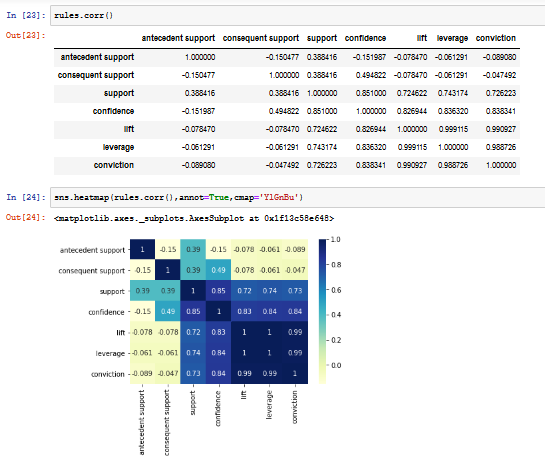 In [23]: rules.corr()
Out[23]:
antecedent support consequent support support confidence lift leverage conviction
antecedent support 1.000000 -0.150477 0.388416 -0.151987 -0.078470 -0.061291 -0.089080
consequent support -0.150477 1.000000 0.388416 0.494822 -0.078470 -0.061291 -0.047492
support 0.388416 0.388416 1.000000 0.851000 0.724622 0.743174 0.726223
confidence -0.151987 0.494822 0.851000 1.000000 0.826944 0.836320 0.838341
lift -0.078470 -0.078470 0.724622 0.826944 1.000000 0.999115 0.990927
leverage -0.061291 -0.061291 0.743174 0.836320 0.999115 1.000000 0.988726
conviction -0.089080 -0.047492 0.726223 0.838341 0.990927 0.988726 1.000000
In [24]: sns.heatmap(rules.corr(),annot=True,cmap='YlGnBu')
Out[24]: <matplotlib.axes._subplots.AxesSubplot at 0x1f13c58e648>
antecedent support 1 -0.15 0.39 -0.15 -0.078 -0.061 -0.089
consequent support -0.15 1 0.39 0.49 -0.078 -0.061 -0.047
support 0.39 0.39 1 0.85 0.72 0.74 0.73
confidence -0.15 0.49 0.85 1 0.83 0.84 0.84
lift -0.078 -0.078 0.72 0.83 1 1 0.99
leverage -0.061 -0.061 0.74 0.84 1 1 0.99
conviction -0.089 -0.047 0.73 0.84 0.99 0.99 1
antecedent support
consequent support
support
confidence
lift
leverage
conviction
1.0
0.8
0.6
0.4
0.2
0.0